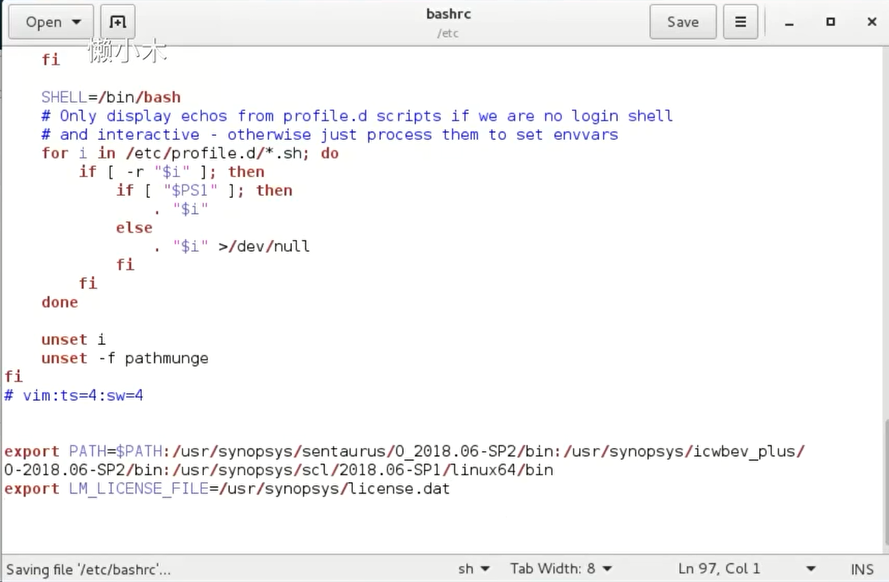 Open
bashrc
/etc
Save
懒小木
fi
SHELL=/bin/bash
# Only display echos from profile.d scripts if we are no login shell
# and interactive - otherwise just process them to set envvars
for i in /etc/profile.d/*.sh; do
if [ -r "$i" ]; then
if [ "$PS1" ]; then
. "$i"
else
. "$i" >/dev/null
fi
fi
done
unset i
unset -f pathmunge
fi
# vim:ts=4:sw=4
export PATH=$PATH:/usr/synopsys/sentaurus/O_2018.06-SP2/bin:/usr/synopsys/icwbev_plus/
O-2018.06-SP2/bin:/usr/synopsys/scl/2018.06-SP1/linux64/bin
export LM_LICENSE_FILE=/usr/synopsys/license.dat
Saving file '/etc/bashrc'...
sh
Tab Width: 8
Ln 97, Col 1
INS